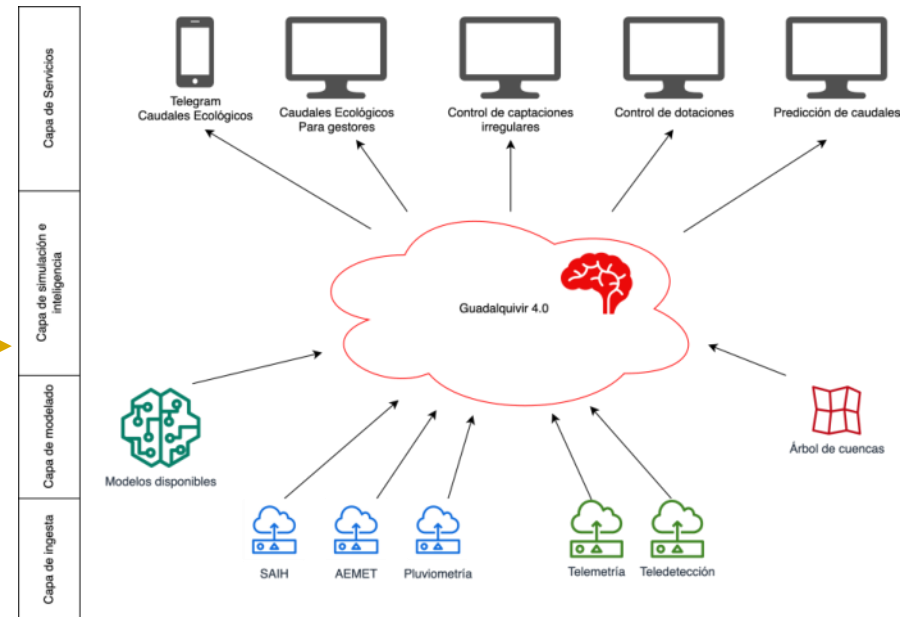 Capa de Servicios
Telegram
Caudales Ecológicos
Caudales Ecológicos
Para gestores
Control de captaciones
irregulares
Control de dotaciones
Predicción de caudales
Capa de simulación e
inteligencia
Guadalquivir 4.0
Capa de modelado
Modelos disponibles
Árbol de cuencas
Capa de ingesta
SAIH
AEMET
Pluviometría
Telemetría
Teledetección